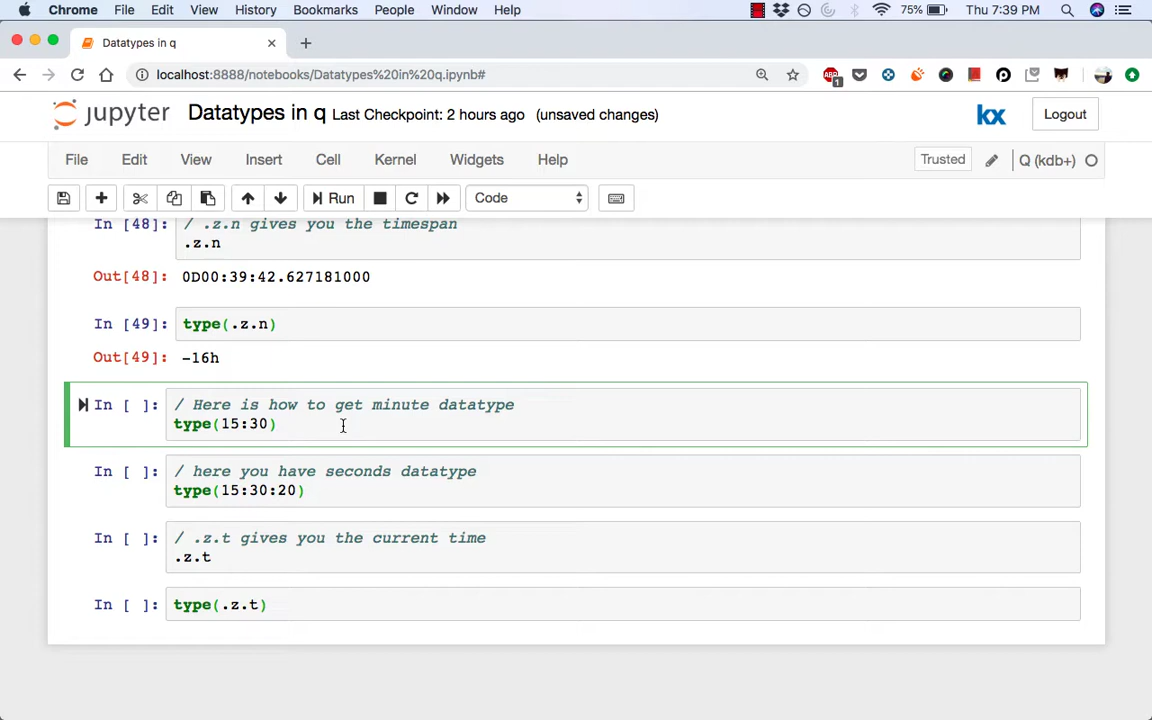 Chrome File Edit View History Bookmarks People Window Help 75% Thu 7:39 PM
Datatypes in q
localhost:8888/notebooks/Datatypes%20in%20q.ipynb#
ABP 1
jupyter Datatypes in q Last Checkpoint: 2 hours ago (unsaved changes) kx Logout
File Edit View Insert Cell Kernel Widgets Help Trusted Q (kdb+)
Run Code
In [48]: / .z.n gives you the timespan
.z.n
Out[48]: 0D00:39:42.627181000
In [49]: type(.z.n)
Out[49]: -16h
In [ ]: / Here is how to get minute datatype
type(15:30)
In [ ]: / here you have seconds datatype
type(15:30:20)
In [ ]: / .z.t gives you the current time
.z.t
In [ ]: type(.z.t)